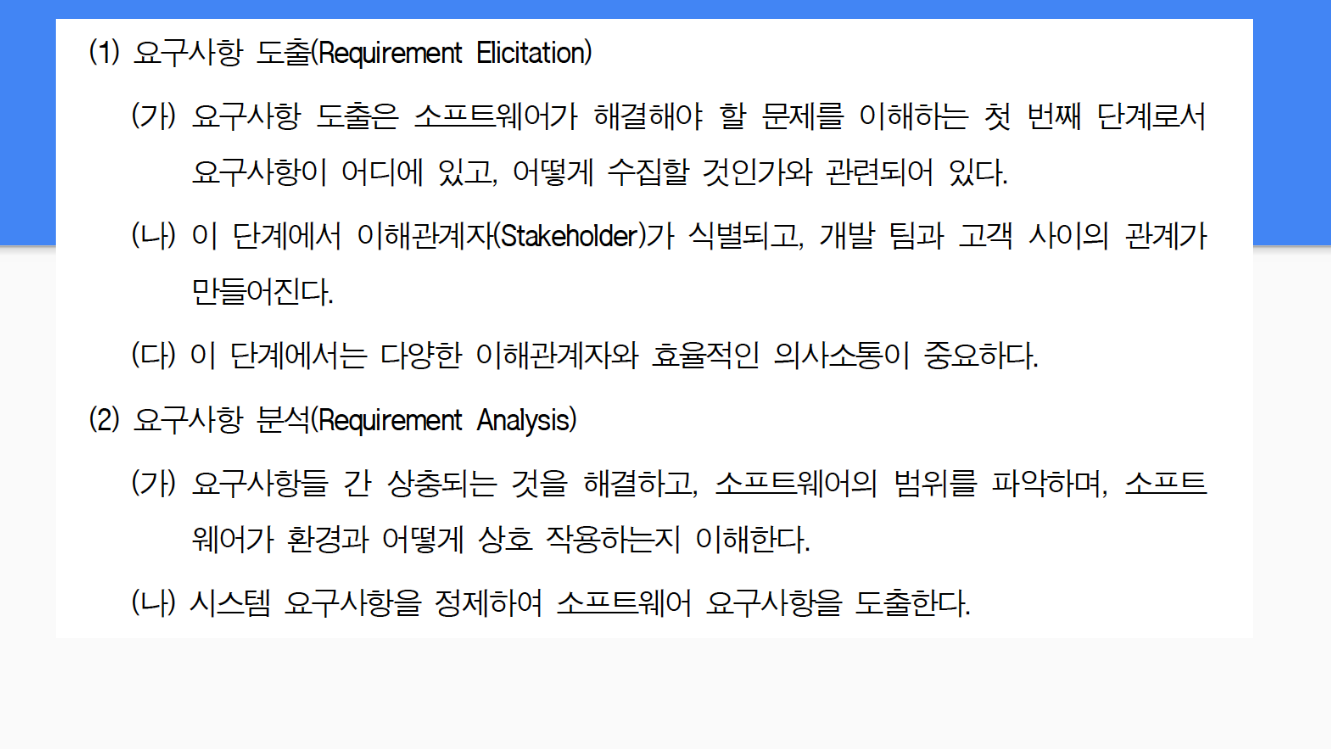 (1) 요구사항 도출(Requirement Elicitation)
(가) 요구사항 도출은 소프트웨어가 해결해야 할 문제를 이해하는 첫 번째 단계로서
요구사항이 어디에 있고, 어떻게 수집할 것인가와 관련되어 있다.
(나) 이 단계에서 이해관계자(Stakeholder)가 식별되고, 개발 팀과 고객 사이의 관계가
만들어진다.
(다) 이 단계에서는 다양한 이해관계자와 효율적인 의사소통이 중요하다.
(2) 요구사항 분석(Requirement Analysis)
(가) 요구사항들 간 상충되는 것을 해결하고, 소프트웨어의 범위를 파악하며, 소프트
웨어가 환경과 어떻게 상호 작용하는지 이해한다.
(나) 시스템 요구사항을 정제하여 소프트웨어 요구사항을 도출한다.